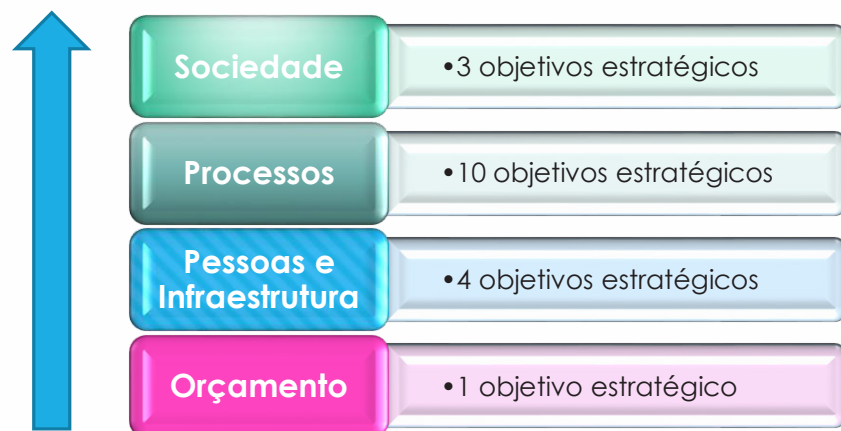 Sociedade
•3 objetivos estratégicos
Processos
•10 objetivos estratégicos
Pessoas e
Infraestrutura
•4 objetivos estratégicos
Orçamento
•1 objetivo estratégico